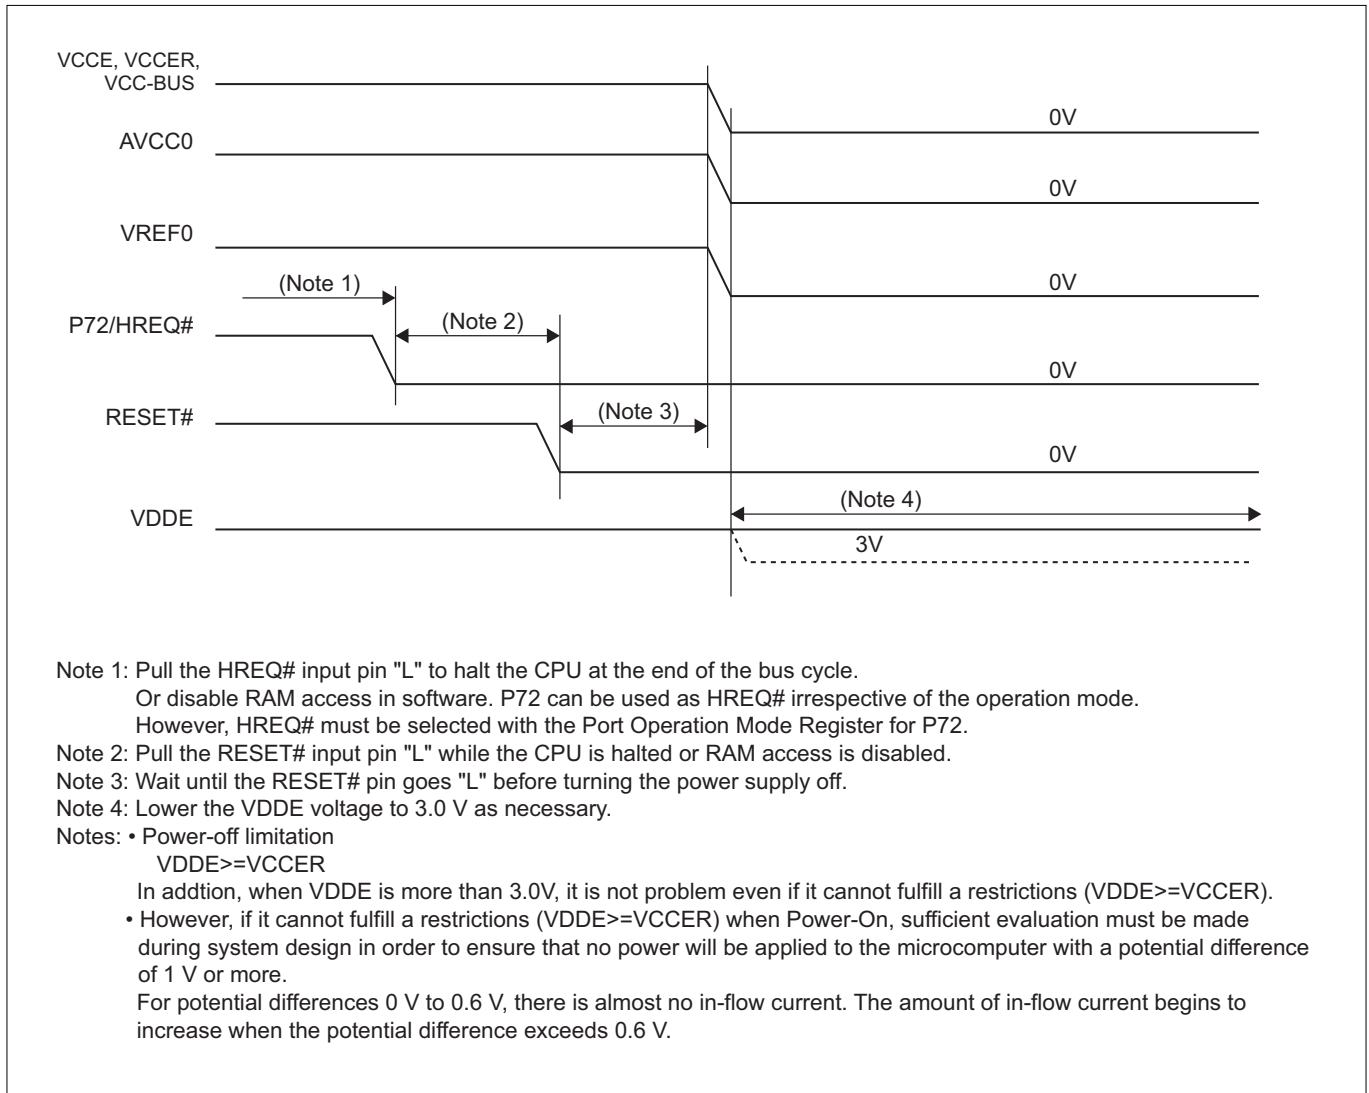 VCCE, VCCER,
VCC-BUS
0V
AVCC0
0V
VREF0
(Note 1)
0V
P72/HREQ#
(Note 2)
0V
RESET#
(Note 3)
0V
VDDE
(Note 4)
3V
Note 1: Pull the HREQ# input pin "L" to halt the CPU at the end of the bus cycle.
Or disable RAM access in software. P72 can be used as HREQ# irrespective of the operation mode.
However, HREQ# must be selected with the Port Operation Mode Register for P72.
Note 2: Pull the RESET# input pin "L" while the CPU is halted or RAM access is disabled.
Note 3: Wait until the RESET# pin goes "L" before turning the power supply off.
Note 4: Lower the VDDE voltage to 3.0 V as necessary.
Notes: • Power-off limitation
VDDE>=VCCER
In addtion, when VDDE is more than 3.0V, it is not problem even if it cannot fulfill a restrictions (VDDE>=VCCER).
• However, if it cannot fulfill a restrictions (VDDE>=VCCER) when Power-On, sufficient evaluation must be made
during system design in order to ensure that no power will be applied to the microcomputer with a potential difference
of 1 V or more.
For potential differences 0 V to 0.6 V, there is almost no in-flow current. The amount of in-flow current begins to
increase when the potential difference exceeds 0.6 V.